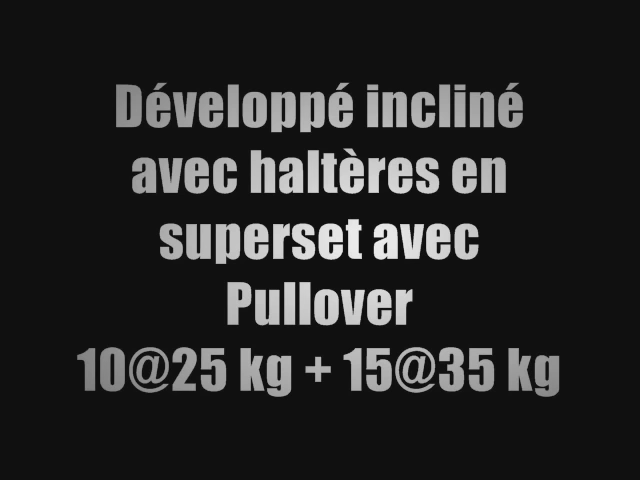 Développé incliné
avec haltères en
superset avec
Pullover
10@25 kg + 15@35 kg